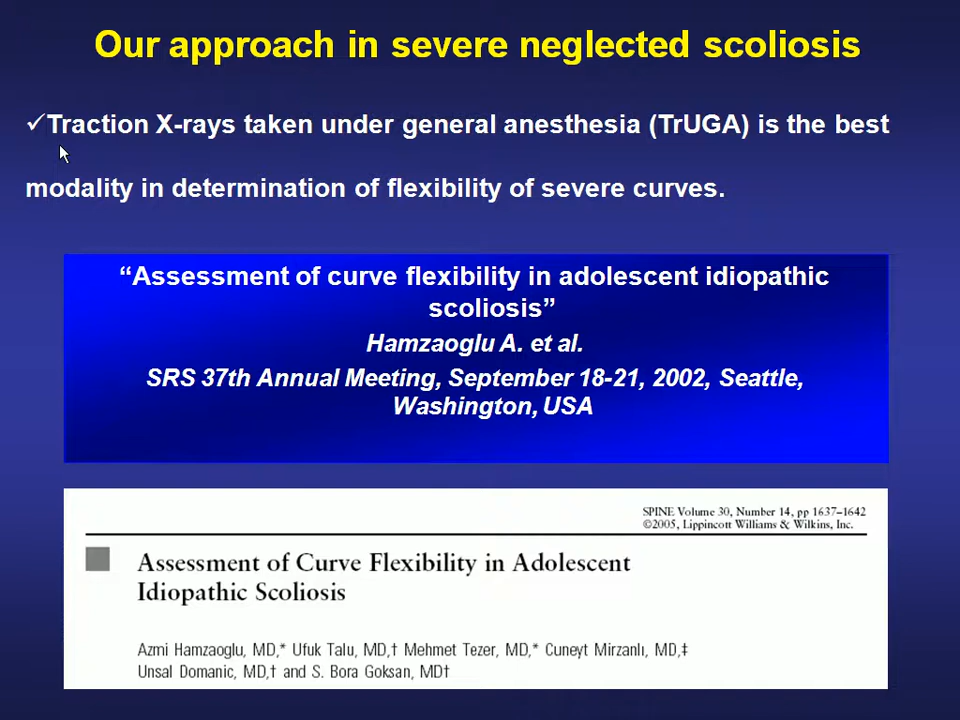 Our approach in severe neglected scoliosis
✓Traction X-rays taken under general anesthesia (TrUGA) is the best
modality in determination of flexibility of severe curves.
“Assessment of curve flexibility in adolescent idiopathic
scoliosis”
Hamzaoglu A. et al.
SRS 37th Annual Meeting, September 18-21, 2002, Seattle,
Washington, USA
SPINE Volume 30, Number 14, pp 1637–1642
©2005, Lippincott Williams & Wilkins, Inc.
Assessment of Curve Flexibility in Adolescent
Idiopathic Scoliosis
Azmi Hamzaoglu, MD,* Ufuk Talu, MD,† Mehmet Tezer, MD,* Cuneyt Mirzanlı, MD,‡
Unsal Domanic, MD,† and S. Bora Goksan, MD†